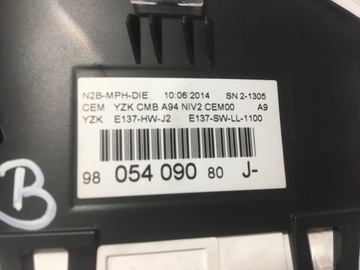 N2B-MPH-DIE 10:06:2014 SN 2-1305
CEM YZK CMB A94 NIV2 CEM00 A9
YZK E137-HW-J2 E137-SW-LL-1100
98 054 090 80 J-
B